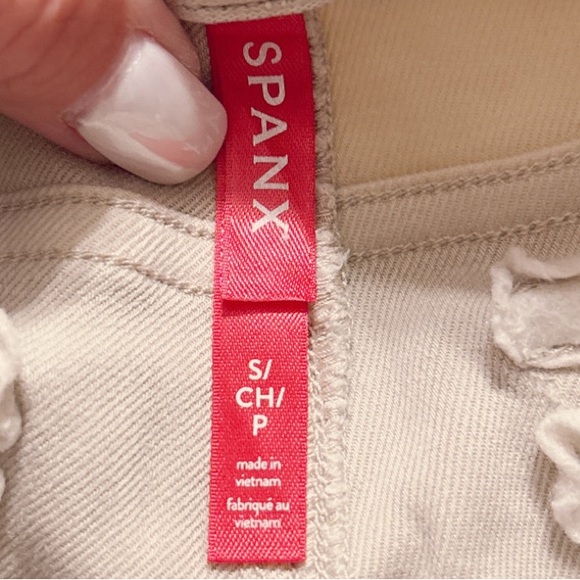 SPANX
S/
CH/
P
made in
vietnam
fabriqué au
vietnam